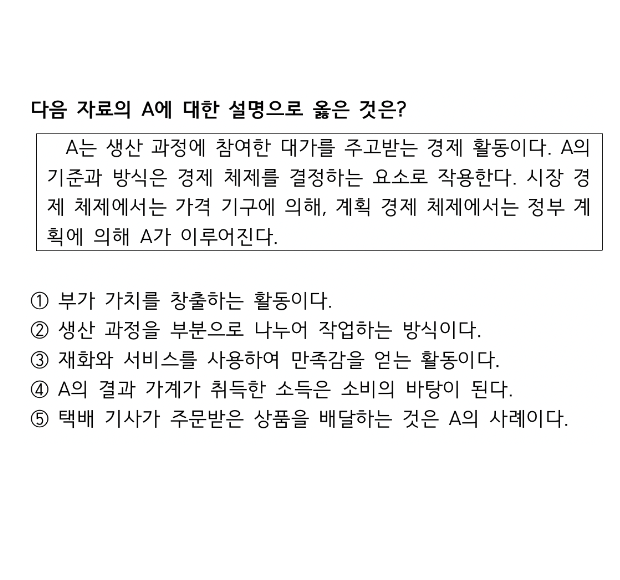 다음 자료의 A에 대한 설명으로 옳은 것은?
A는 생산 과정에 참여한 대가를 주고받는 경제 활동이다. A의
기준과 방식은 경제 체제를 결정하는 요소로 작용한다. 시장 경
제 체제에서는 가격 기구에 의해, 계획 경제 체제에서는 정부 계
획에 의해 A가 이루어진다.
① 부가 가치를 창출하는 활동이다.
② 생산 과정을 부분으로 나누어 작업하는 방식이다.
③ 재화와 서비스를 사용하여 만족감을 얻는 활동이다.
④ A의 결과 가계가 취득한 소득은 소비의 바탕이 된다.
⑤ 택배 기사가 주문받은 상품을 배달하는 것은 A의 사례이다.